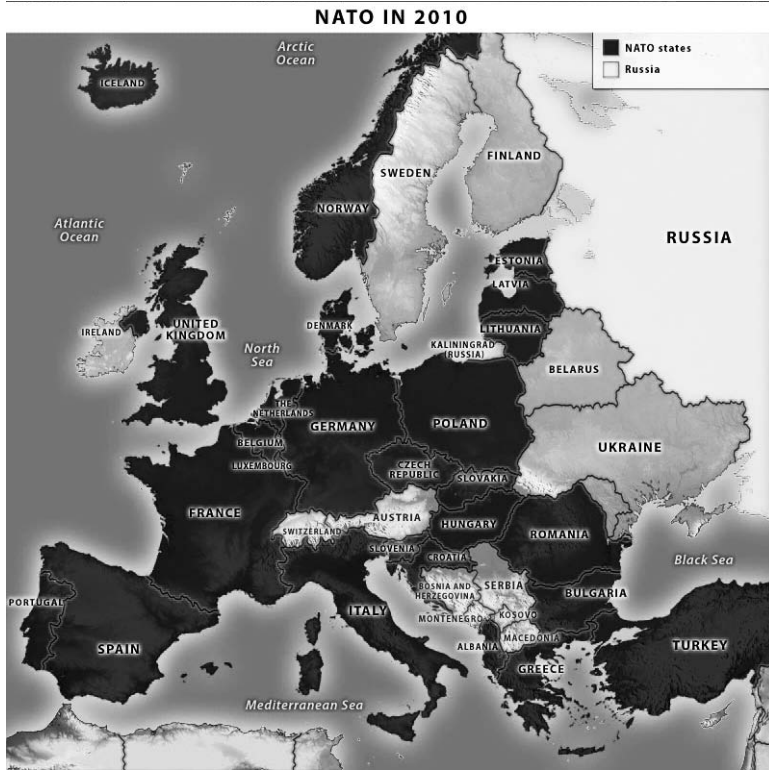 NATO IN 2010
Arctic
Ocean
NATO states
Russia
ICELAND
SWEDEN
FINLAND
NORWAY
Atlantic
Ocean
RUSSIA
ESTONIA
LATVIA
IRELAND
UNITED
KINGDOM
DENMARK
LITHUANIA
North
Sea
KALININGRAD
(RUSSIA)
BELARUS
THE
NETHERLANDS
GERMANY
POLAND
BELGIUM
UKRAINE
LUXEMBOURG
CZECH
REPUBLIC
SLOVAKIA
FRANCE
AUSTRIA
SWITZERLAND
HUNGARY
ROMANIA
SLOVENIA
CROATIA
Black Sea
BOSNIA AND
HERZEGOVINA
SERBIA
BULGARIA
PORTUGAL
ITALY
MONTENEGRO
KOSOVO
MACEDONIA
SPAIN
ALBANIA
TURKEY
GREECE
Mediterranean Sea